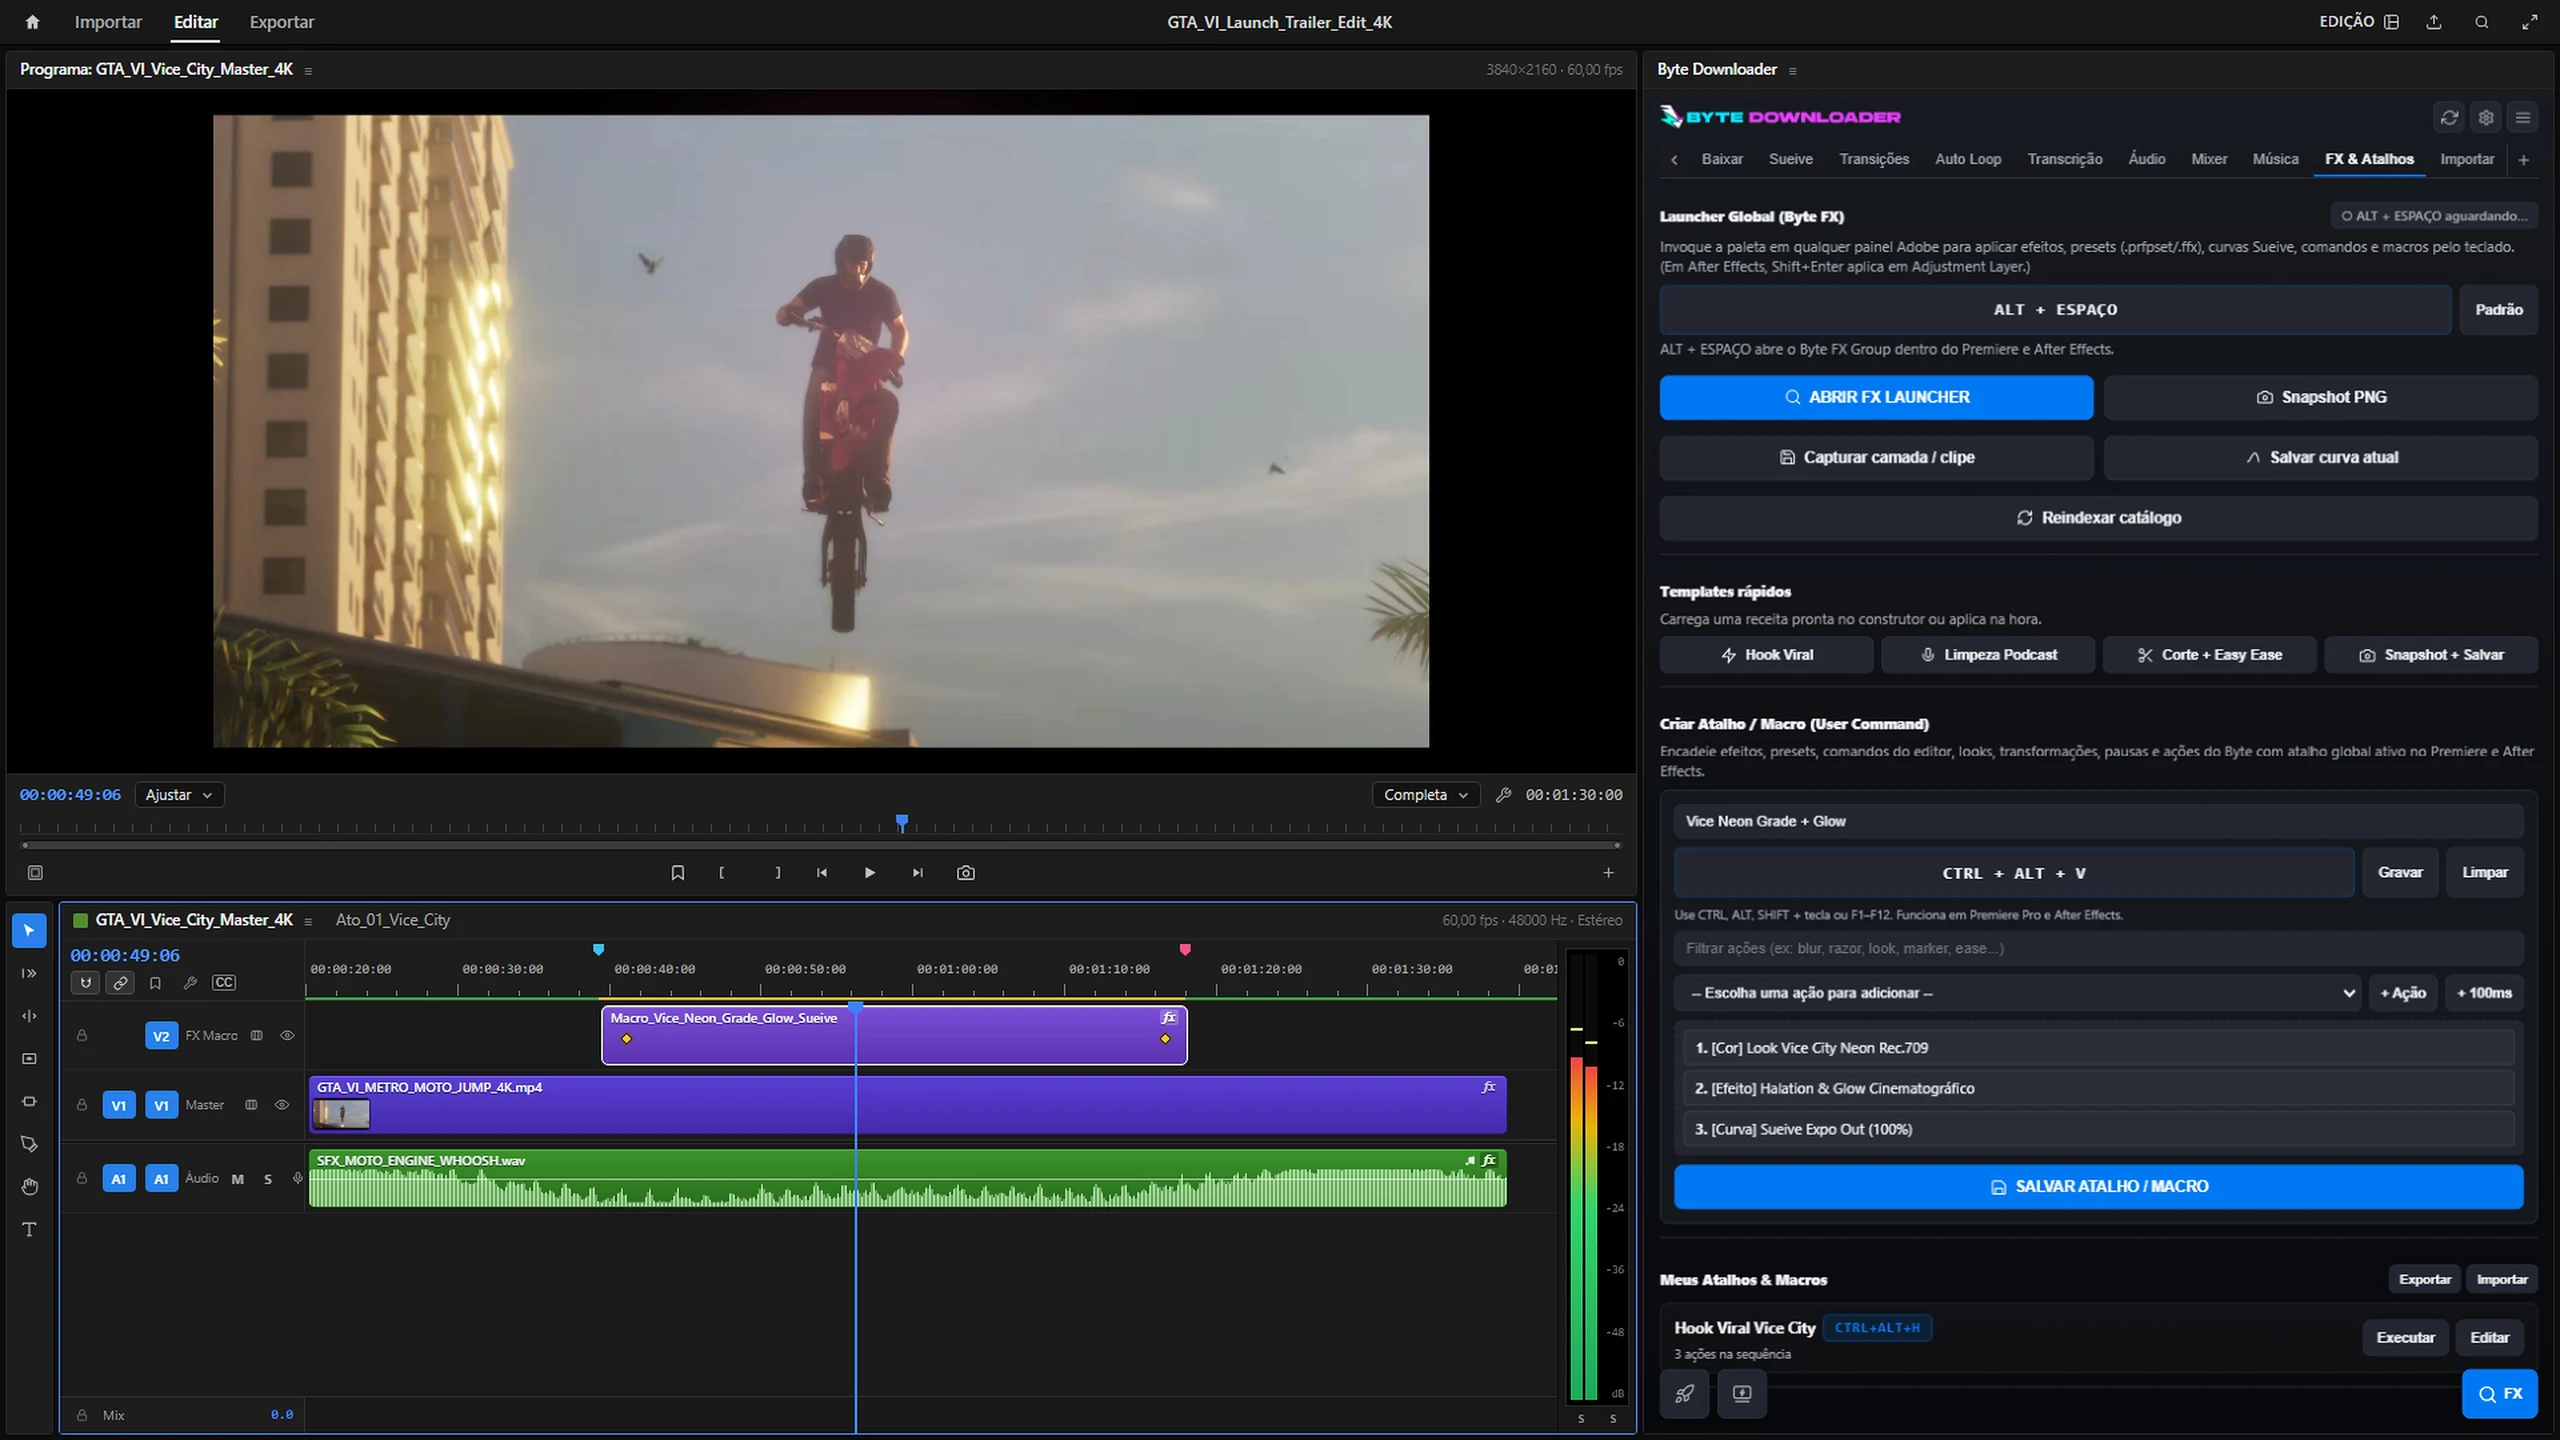 Importar
Editar
Exportar
GTA_VI_Launch_Trailer_Edit_4K
EDIÇÃO
Programa: GTA_VI_Vice_City_Master_4K
3840×2160 · 60,00 fps
00:00:49:06
Ajustar
Completa
00:01:30:00
GTA_VI_Vice_City_Master_4K
Ato_01_Vice_City
60,00 fps · 48000 Hz · Estéreo
00:00:49:06
CC
00:00:20:00
00:00:30:00
00:00:40:00
00:00:50:00
00:01:00:00
00:01:10:00
00:01:20:00
00:01:30:00
00:01
V2
FX Macro
Macro_Vice_Neon_Grade_Glow_Sueive
fx
V1
V1
Master
GTA_VI_METRO_MOTO_JUMP_4K.mp4
fx
A1
A1
Áudio
M
S
SFX_MOTO_ENGINE_WHOOSH.wav
fx
Mix
0.0
0
-6
-12
-18
-24
-36
-48
dB
S
S
Byte Downloader
BYTE DOWNLOADER
Baixar
Sueive
Transições
Auto Loop
Transcrição
Áudio
Mixer
Música
FX & Atalhos
Importar
Launcher Global (Byte FX)
ALT + ESPAÇO aguardando...
Invoque a paleta em qualquer painel Adobe para aplicar efeitos, presets (.prfpset/.ffx), curvas Sueive, comandos e macros pelo teclado.
(Em After Effects, Shift+Enter aplica em Adjustment Layer.)
ALT + ESPAÇO
Padrão
ALT + ESPAÇO abre o Byte FX Group dentro do Premiere e After Effects.
ABRIR FX LAUNCHER
Snapshot PNG
Capturar camada / clipe
Salvar curva atual
Reindexar catálogo
Templates rápidos
Carrega uma receita pronta no construtor ou aplica na hora.
Hook Viral
Limpeza Podcast
Corte + Easy Ease
Snapshot + Salvar
Criar Atalho / Macro (User Command)
Encadeie efeitos, presets, comandos do editor, looks, transformações, pausas e ações do Byte com atalho global ativo no Premiere e After
Effects.
Vice Neon Grade + Glow
CTRL + ALT + V
Gravar
Limpar
Use CTRL, ALT, SHIFT + tecla ou F1–F12. Funciona em Premiere Pro e After Effects.
Filtrar ações (ex: blur, razor, look, marker, ease...)
-- Escolha uma ação para adicionar --
+ Ação
+ 100ms
1. [Cor] Look Vice City Neon Rec.709
2. [Efeito] Halation & Glow Cinematográfico
3. [Curva] Sueive Expo Out (100%)
SALVAR ATALHO / MACRO
Meus Atalhos & Macros
Exportar
Importar
Hook Viral Vice City
CTRL+ALT+H
3 ações na sequência
Executar
Editar
FX
T